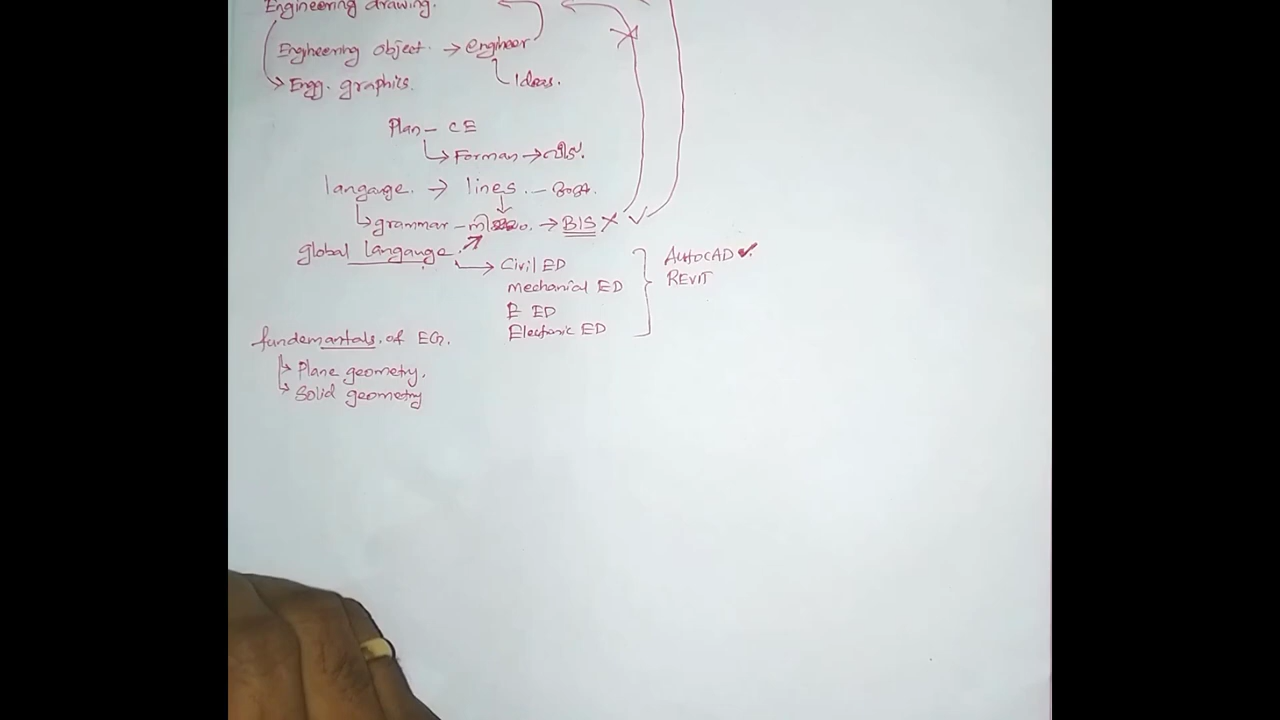 Engineering drawing.
Engineering object. → engineer
→ Engg. graphics.
Ideas.
Plan – CE
↳ Forman → വീട്.
langauge. → lines. –
↳ grammar – → BIS ✗ ✓
global langauge. → Civil ED
mechanical ED
E ED
Electronic ED
AutoCAD ✓.
REVIT
fundemantals of EG.
→ Plane geometry.
→ Solid geometry